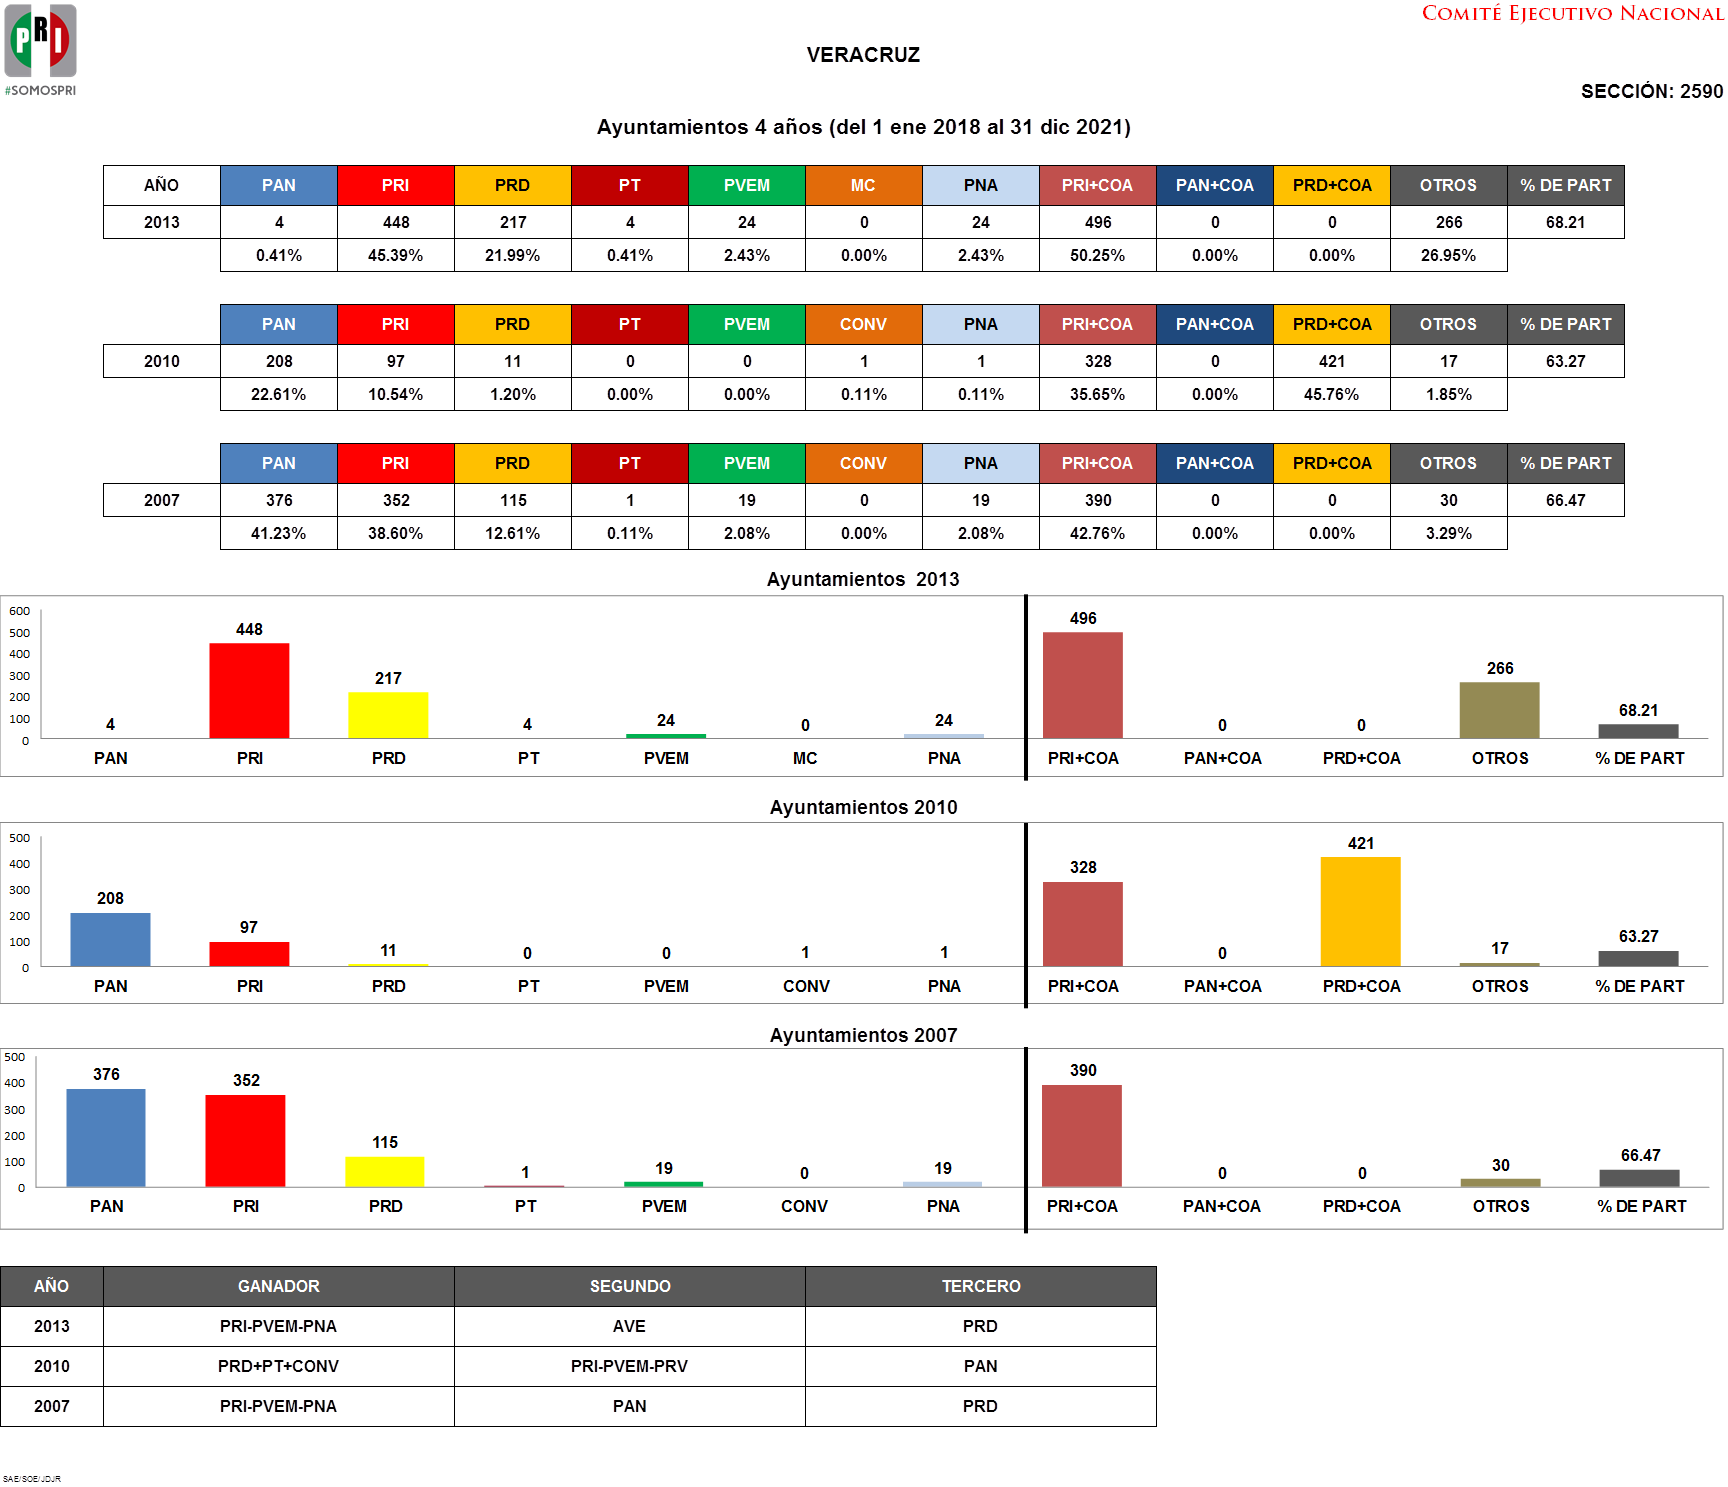 PRI
#SOMOSPRI
COMITÉ EJECUTIVO NACIONAL
VERACRUZ
SECCIÓN: 2590
Ayuntamientos 4 años (del 1 ene 2018 al 31 dic 2021)
AÑO PAN PRI PRD PT PVEM MC PNA PRI+COA PAN+COA PRD+COA OTROS % DE PART
2013 4 448 217 4 24 0 24 496 0 0 266 68.21
0.41% 45.39% 21.99% 0.41% 2.43% 0.00% 2.43% 50.25% 0.00% 0.00% 26.95%
PAN PRI PRD PT PVEM CONV PNA PRI+COA PAN+COA PRD+COA OTROS % DE PART
2010 208 97 11 0 0 1 1 328 0 421 17 63.27
22.61% 10.54% 1.20% 0.00% 0.00% 0.11% 0.11% 35.65% 0.00% 45.76% 1.85%
PAN PRI PRD PT PVEM CONV PNA PRI+COA PAN+COA PRD+COA OTROS % DE PART
2007 376 352 115 1 19 0 19 390 0 0 30 66.47
41.23% 38.60% 12.61% 0.11% 2.08% 0.00% 2.08% 42.76% 0.00% 0.00% 3.29%
Ayuntamientos 2013
600
500
400
300
200
100
0
4 448 217 4 24 0 24 496 0 0 266 68.21
PAN PRI PRD PT PVEM MC PNA PRI+COA PAN+COA PRD+COA OTROS % DE PART
Ayuntamientos 2010
500
400
300
200
100
0
208 97 11 0 0 1 1 328 0 421 17 63.27
PAN PRI PRD PT PVEM CONV PNA PRI+COA PAN+COA PRD+COA OTROS % DE PART
Ayuntamientos 2007
500
400
300
200
100
0
376 352 115 1 19 0 19 390 0 0 30 66.47
PAN PRI PRD PT PVEM CONV PNA PRI+COA PAN+COA PRD+COA OTROS % DE PART
AÑO GANADOR SEGUNDO TERCERO
2013 PRI-PVEM-PNA AVE PRD
2010 PRD+PT+CONV PRI-PVEM-PRV PAN
2007 PRI-PVEM-PNA PAN PRD
SAE/SOE/JDJR